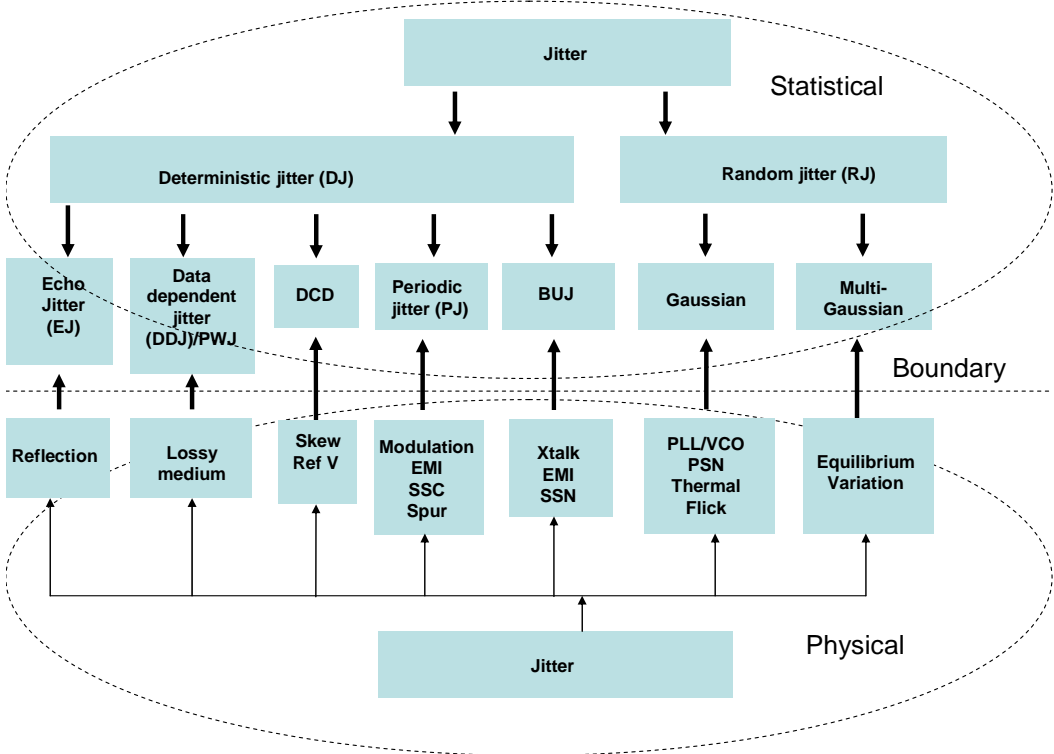 Jitter
Statistical
Deterministic jitter (DJ)
Random jitter (RJ)
Echo
Jitter
(EJ)
Data
dependent
jitter
(DDJ)/PWJ
DCD
Periodic
jitter (PJ)
BUJ
Gaussian
Multi-
Gaussian
Boundary
Reflection
Lossy
medium
Skew
Ref V
Modulation
EMI
SSC
Spur
Xtalk
EMI
SSN
PLL/VCO
PSN
Thermal
Flick
Equilibrium
Variation
Physical
Jitter